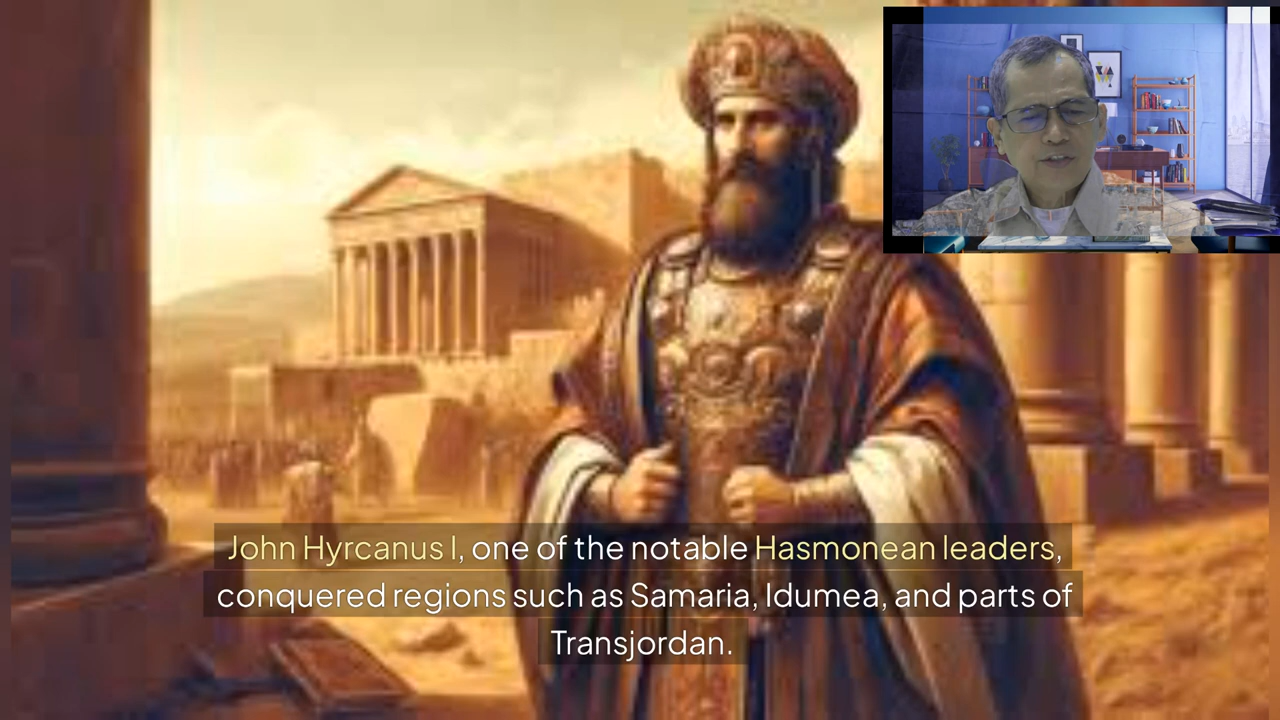 John Hyrcanus I, one of the notable Hasmonean leaders,
conquered regions such as Samaria, Idumea, and parts of
Transjordan.